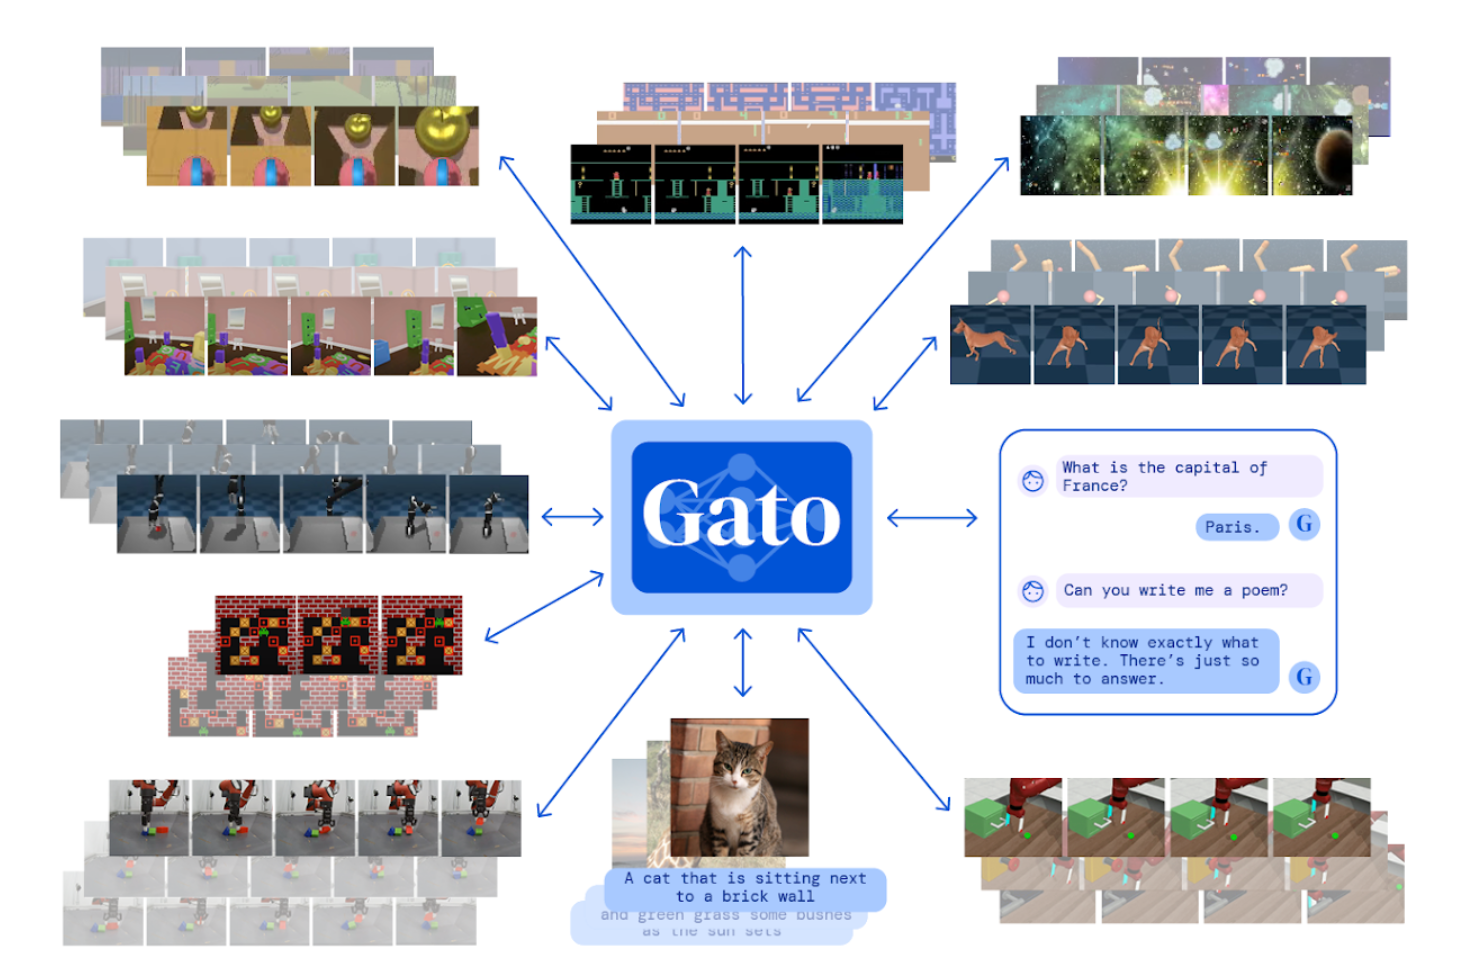 Gato
What is the capital of
France?
Paris.
G
Can you write me a poem?
I don't know exactly what
to write. There's just so
much to answer.
G
A cat that is sitting next
to a brick wall
and green grass some bushes
as the sun sets